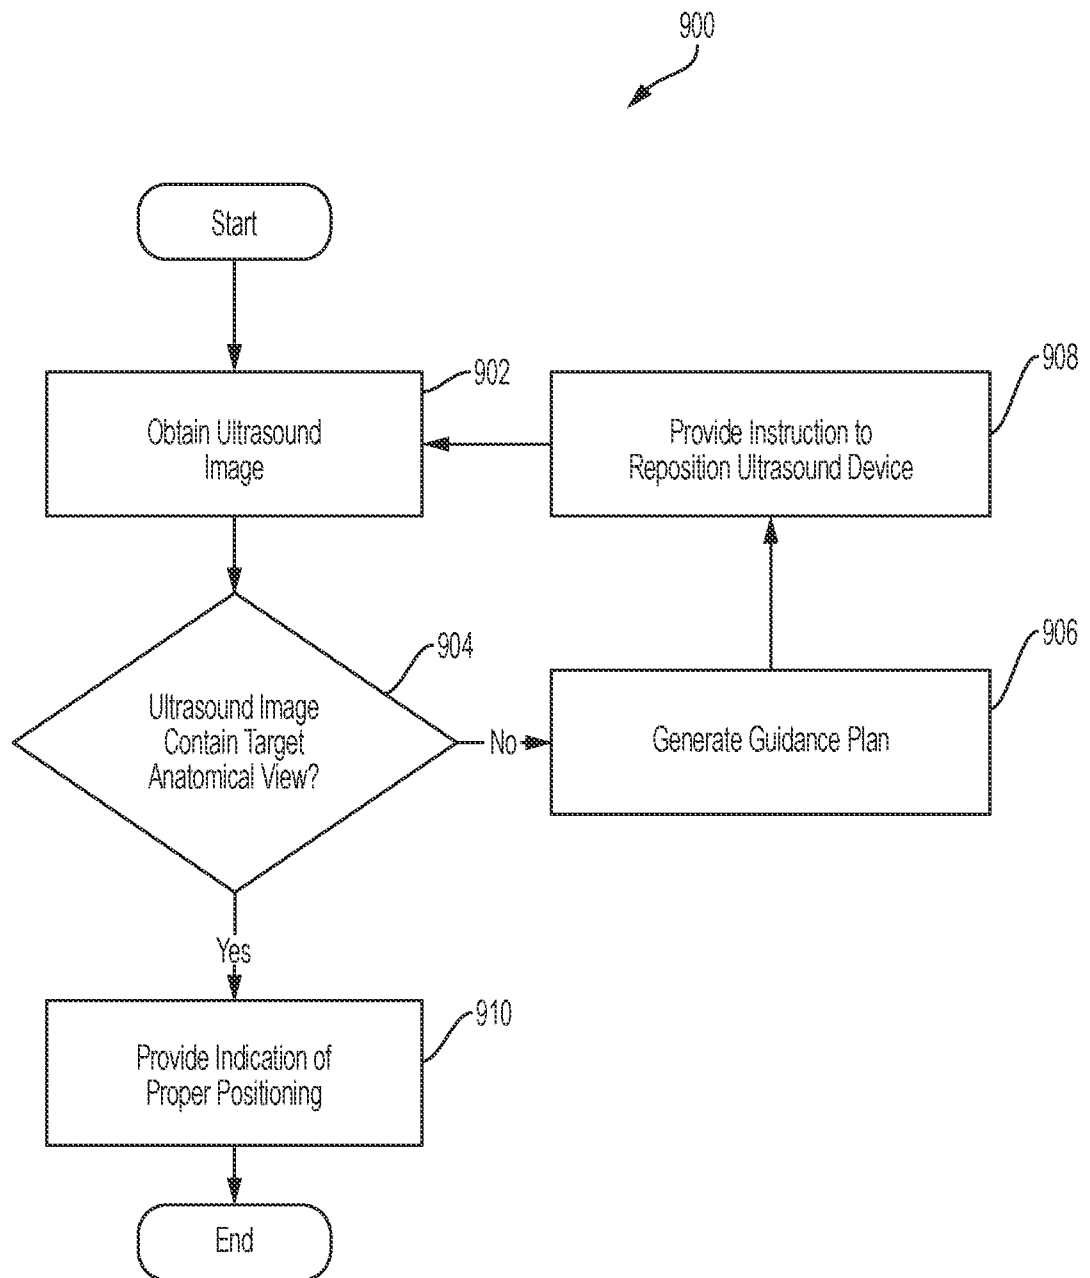 900
Start
902
Obtain Ultrasound
Image
908
Provide Instruction to
Reposition Ultrasound Device
904
Ultrasound Image
Contain Target
Anatomical View?
No
906
Generate Guidance Plan
Yes
910
Provide Indication of
Proper Positioning
End